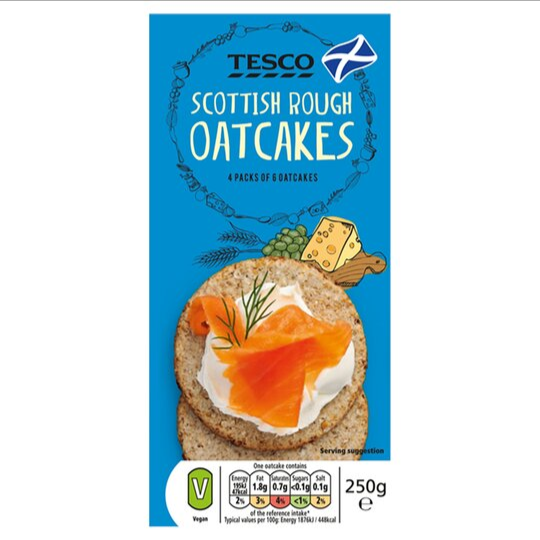 TESCO
SCOTTISH ROUGH
OATCAKES
4 PACKS OF 6 OATCAKES
Serving suggestion
One oatcake contains
Energy Fat Saturates Sugars Salt
195kJ 1.8g 0.7g <0.1g 0.1g
47kcal
2% 3% 4% <1% 2%
of the reference intake*
Typical values per 100g: Energy 1876kJ / 448kcal
V
Vegan
250g
e